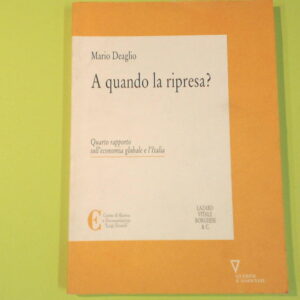 Mario Deaglio
A quando la ripresa?
Quarto rapporto
sull'economia globale e l'Italia
Centro di Ricerca
e Documentazione
"Luigi Einaudi"
LAZARD
VITALE
BORGHESI
& C.
GUERINI
E ASSOCIATI